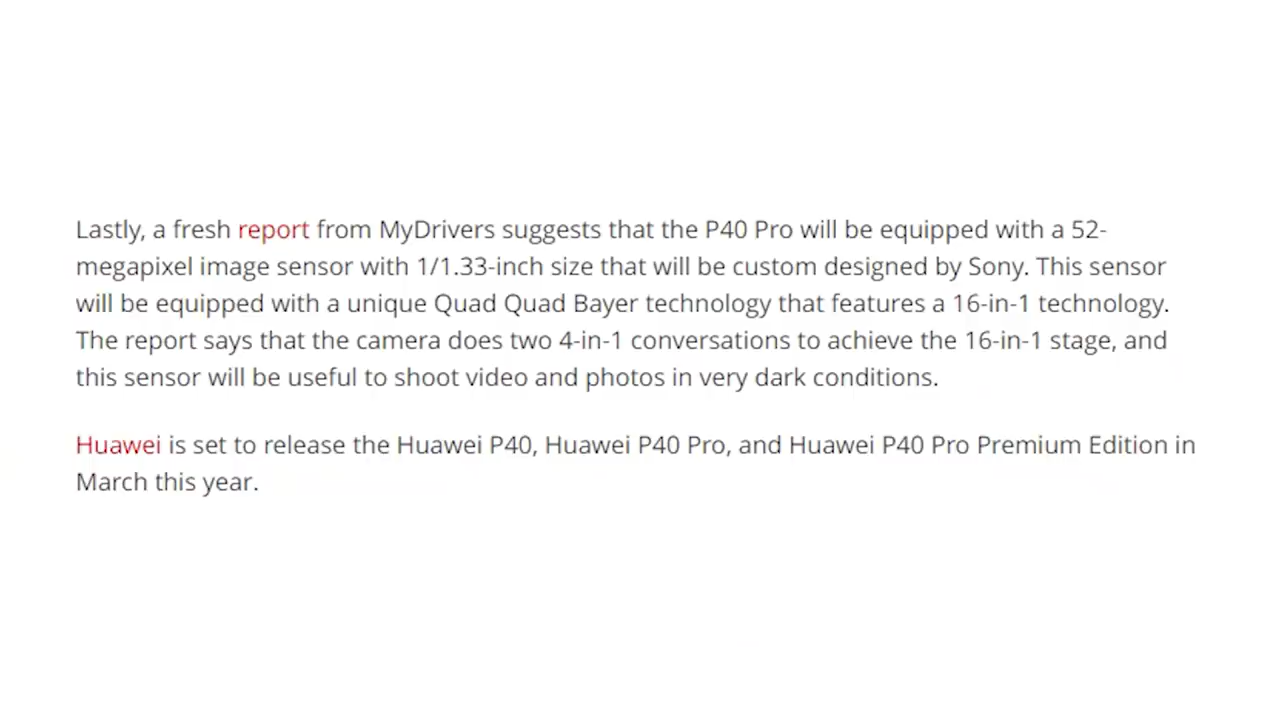 Lastly, a fresh report from MyDrivers suggests that the P40 Pro will be equipped with a 52-
megapixel image sensor with 1/1.33-inch size that will be custom designed by Sony. This sensor
will be equipped with a unique Quad Quad Bayer technology that features a 16-in-1 technology.
The report says that the camera does two 4-in-1 conversations to achieve the 16-in-1 stage, and
this sensor will be useful to shoot video and photos in very dark conditions.
Huawei is set to release the Huawei P40, Huawei P40 Pro, and Huawei P40 Pro Premium Edition in
March this year.